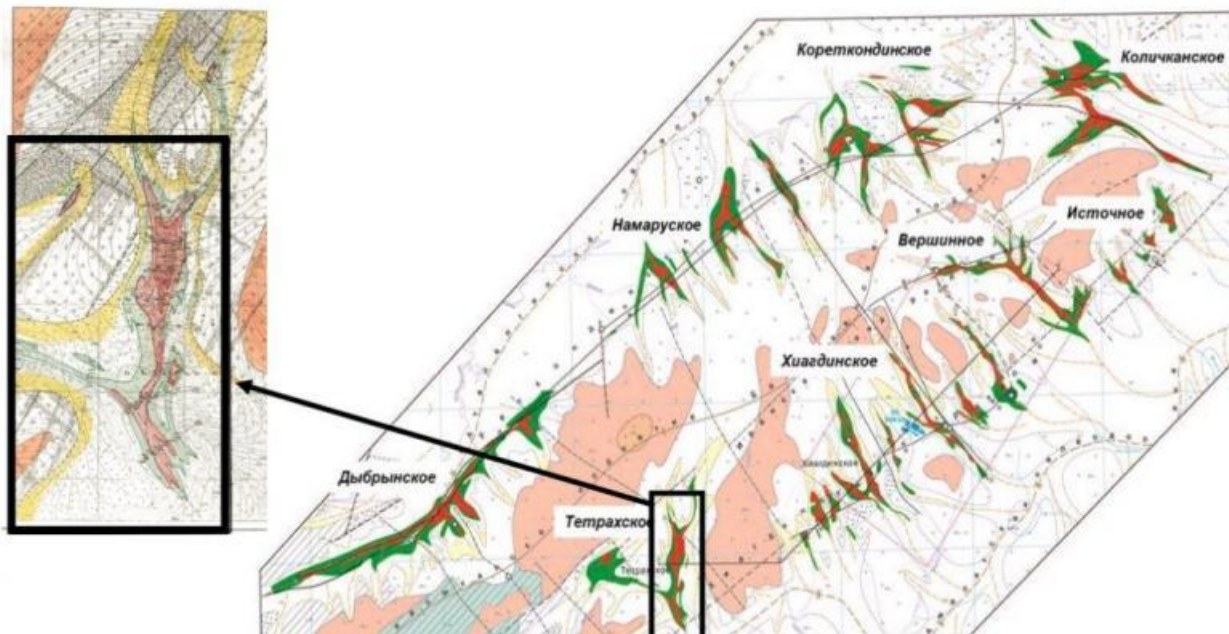 Кореткондинское
Количканское
Намаруское
Источное
Вершинное
Хиагдинское
Дыбрынское
Тетрахское